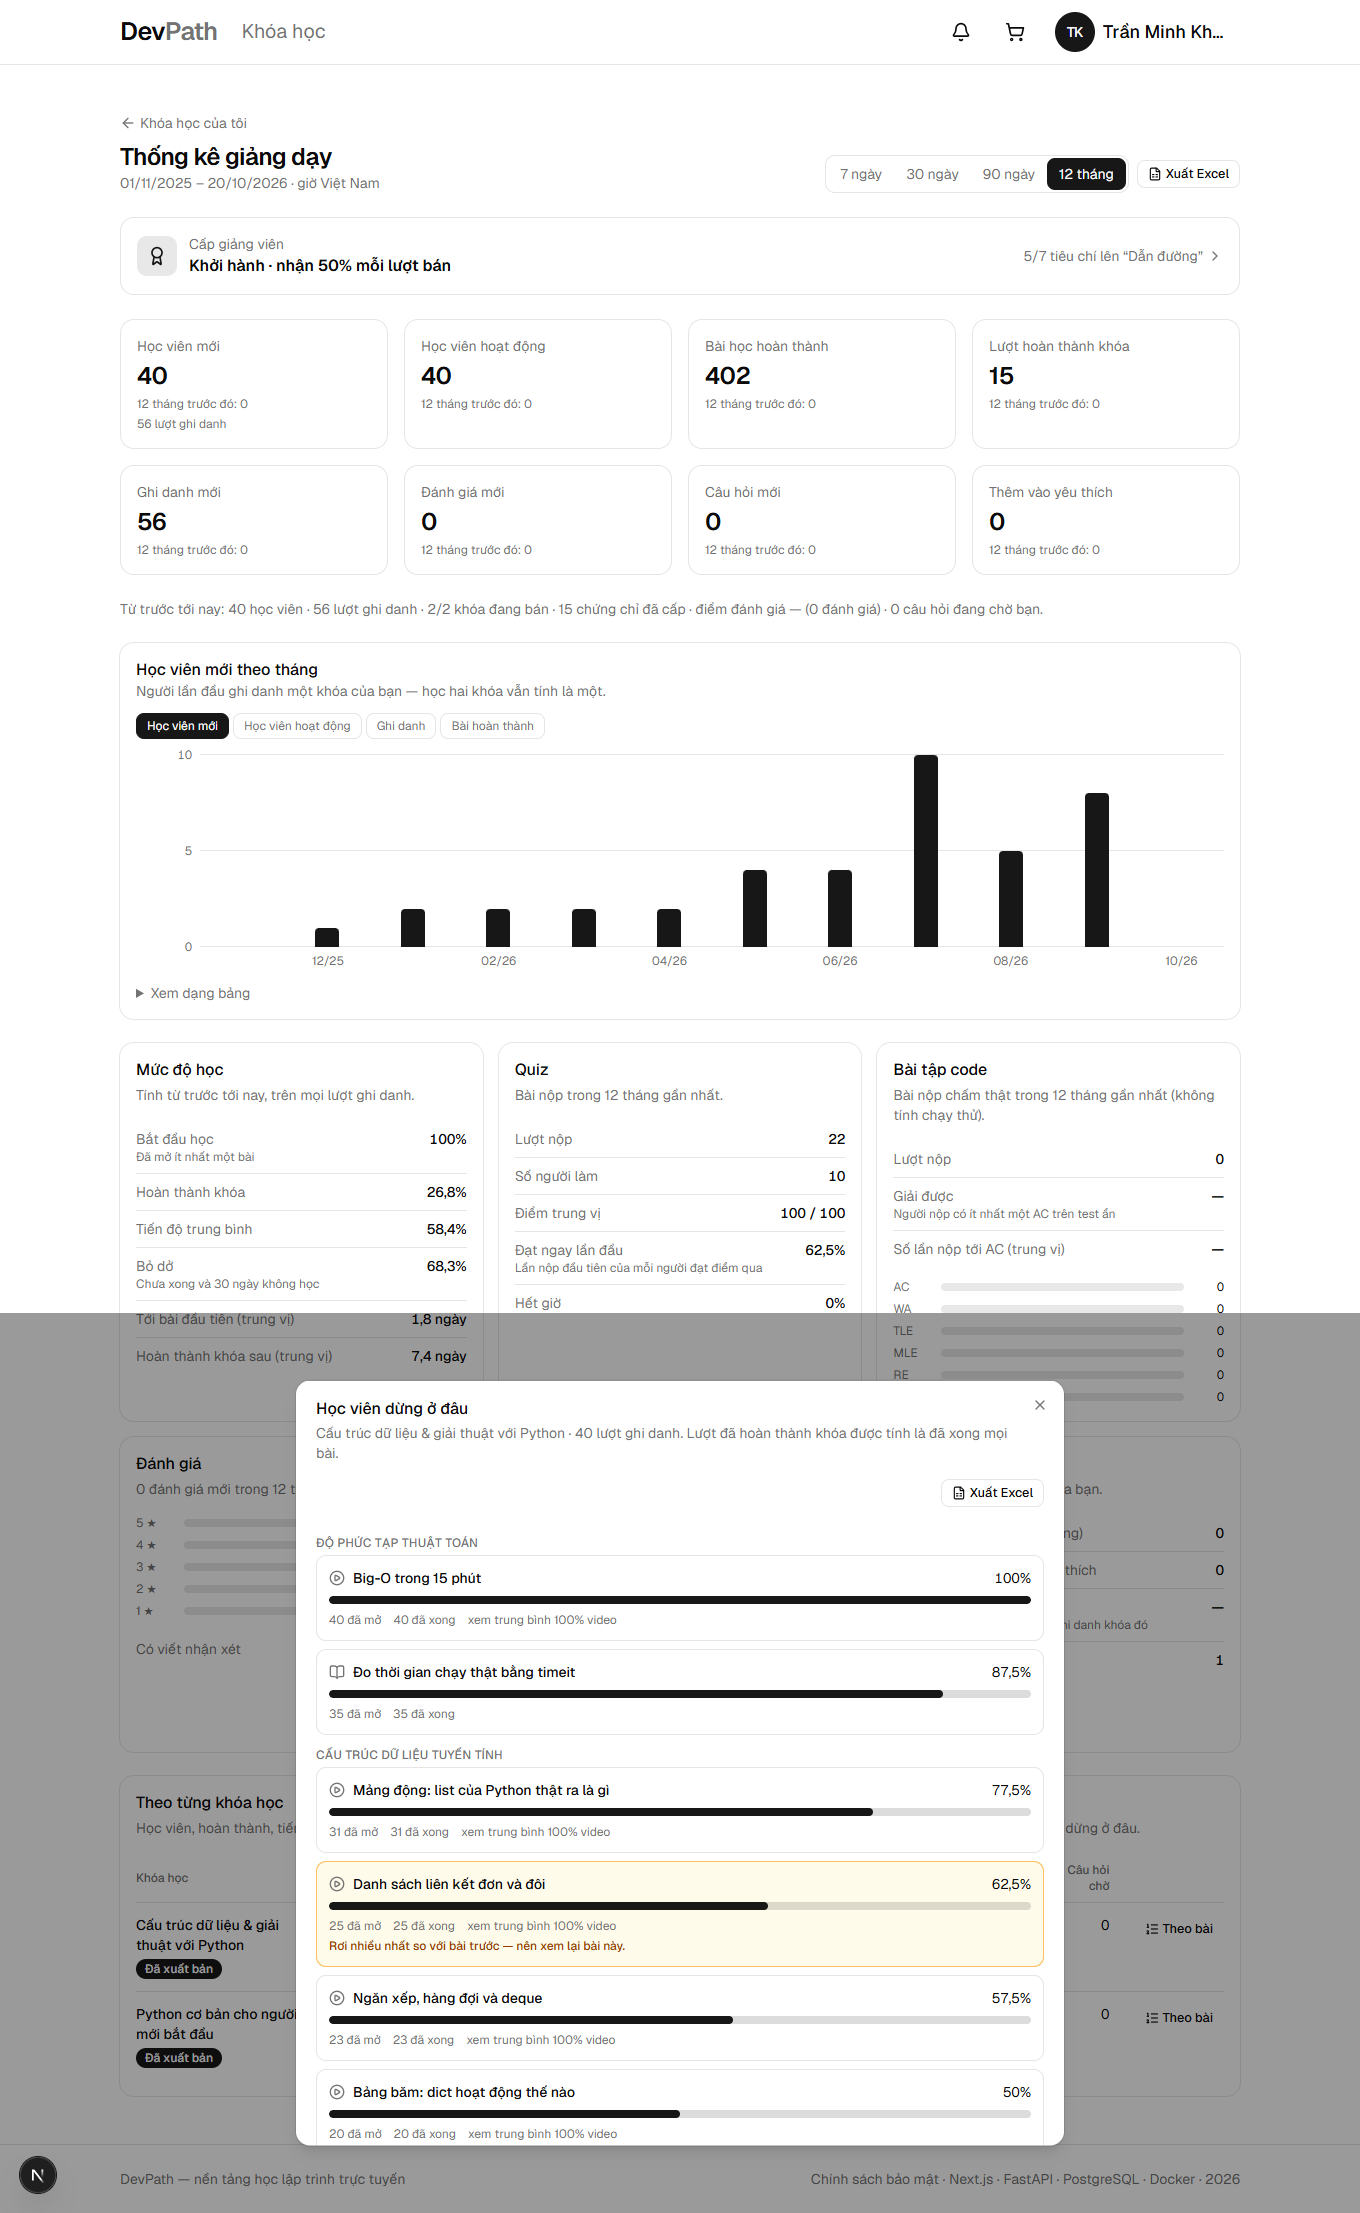 DevPath Khóa học
TK Trần Minh Kh...
← Khóa học của tôi
Thống kê giảng dạy
01/11/2025 – 20/10/2026 · giờ Việt Nam
7 ngày 30 ngày 90 ngày 12 tháng Xuất Excel
Cấp giảng viên
Khởi hành · nhận 50% mỗi lượt bán
5/7 tiêu chí lên “Dẫn đường”
Học viên mới
40
12 tháng trước đó: 0
56 lượt ghi danh
Học viên hoạt động
40
12 tháng trước đó: 0
Bài học hoàn thành
402
12 tháng trước đó: 0
Lượt hoàn thành khóa
15
12 tháng trước đó: 0
Ghi danh mới
56
12 tháng trước đó: 0
Đánh giá mới
0
12 tháng trước đó: 0
Câu hỏi mới
0
12 tháng trước đó: 0
Thêm vào yêu thích
0
12 tháng trước đó: 0
Từ trước tới nay: 40 học viên · 56 lượt ghi danh · 2/2 khóa đang bán · 15 chứng chỉ đã cấp · điểm đánh giá — (0 đánh giá) · 0 câu hỏi đang chờ bạn.
Học viên mới theo tháng
Người lần đầu ghi danh một khóa của bạn — học hai khóa vẫn tính là một.
Học viên mới Học viên hoạt động Ghi danh Bài hoàn thành
10
5
0
12/25 02/26 04/26 06/26 08/26 10/26
Xem dạng bảng
Mức độ học
Tính từ trước tới nay, trên mọi lượt ghi danh.
Bắt đầu học 100%
Đã mở ít nhất một bài
Hoàn thành khóa 26,8%
Tiến độ trung bình 58,4%
Bỏ dở 68,3%
Chưa xong và 30 ngày không học
Tới bài đầu tiên (trung vị) 1,8 ngày
Hoàn thành khóa sau (trung vị) 7,4 ngày
Quiz
Bài nộp trong 12 tháng gần nhất.
Lượt nộp 22
Số người làm 10
Điểm trung vị 100 / 100
Đạt ngay lần đầu 62,5%
Lần nộp đầu tiên của mỗi người đạt điểm qua
Hết giờ 0%
Bài tập code
Bài nộp chấm thật trong 12 tháng gần nhất (không
tính chạy thử).
Lượt nộp 0
Giải được —
Người nộp có ít nhất một AC trên test ẩn
Số lần nộp tới AC (trung vị) —
AC 0
WA 0
TLE 0
MLE 0
RE 0
0
Đánh giá
0 đánh giá mới trong 12 t
5 ★
4 ★
3 ★
2 ★
1 ★
Có viết nhận xét
a bạn.
ng) 0
thích 0
—
hi danh khóa đó
1
Học viên dừng ở đâu
Cấu trúc dữ liệu & giải thuật với Python · 40 lượt ghi danh. Lượt đã hoàn thành khóa được tính là đã xong mọi
bài.
Xuất Excel
ĐỘ PHỨC TẠP THUẬT TOÁN
Big-O trong 15 phút 100%
40 đã mở 40 đã xong xem trung bình 100% video
Đo thời gian chạy thật bằng timeit 87,5%
35 đã mở 35 đã xong
CẤU TRÚC DỮ LIỆU TUYẾN TÍNH
Mảng động: list của Python thật ra là gì 77,5%
31 đã mở 31 đã xong xem trung bình 100% video
Danh sách liên kết đơn và đôi 62,5%
25 đã mở 25 đã xong xem trung bình 100% video
Rơi nhiều nhất so với bài trước — nên xem lại bài này.
Ngăn xếp, hàng đợi và deque 57,5%
23 đã mở 23 đã xong xem trung bình 100% video
Bảng băm: dict hoạt động thế nào 50%
20 đã mở 20 đã xong xem trung bình 100% video
Theo từng khóa học
Học viên, hoàn thành, tiến
dừng ở đâu.
Khóa học
Câu hỏi
chờ
Cấu trúc dữ liệu & giải
thuật với Python
Đã xuất bản
0 Theo bài
Python cơ bản cho người
mới bắt đầu
Đã xuất bản
0 Theo bài
N
DevPath — nền tảng học lập trình trực tuyến
Chính sách bảo mật · Next.js · FastAPI · PostgreSQL · Docker · 2026